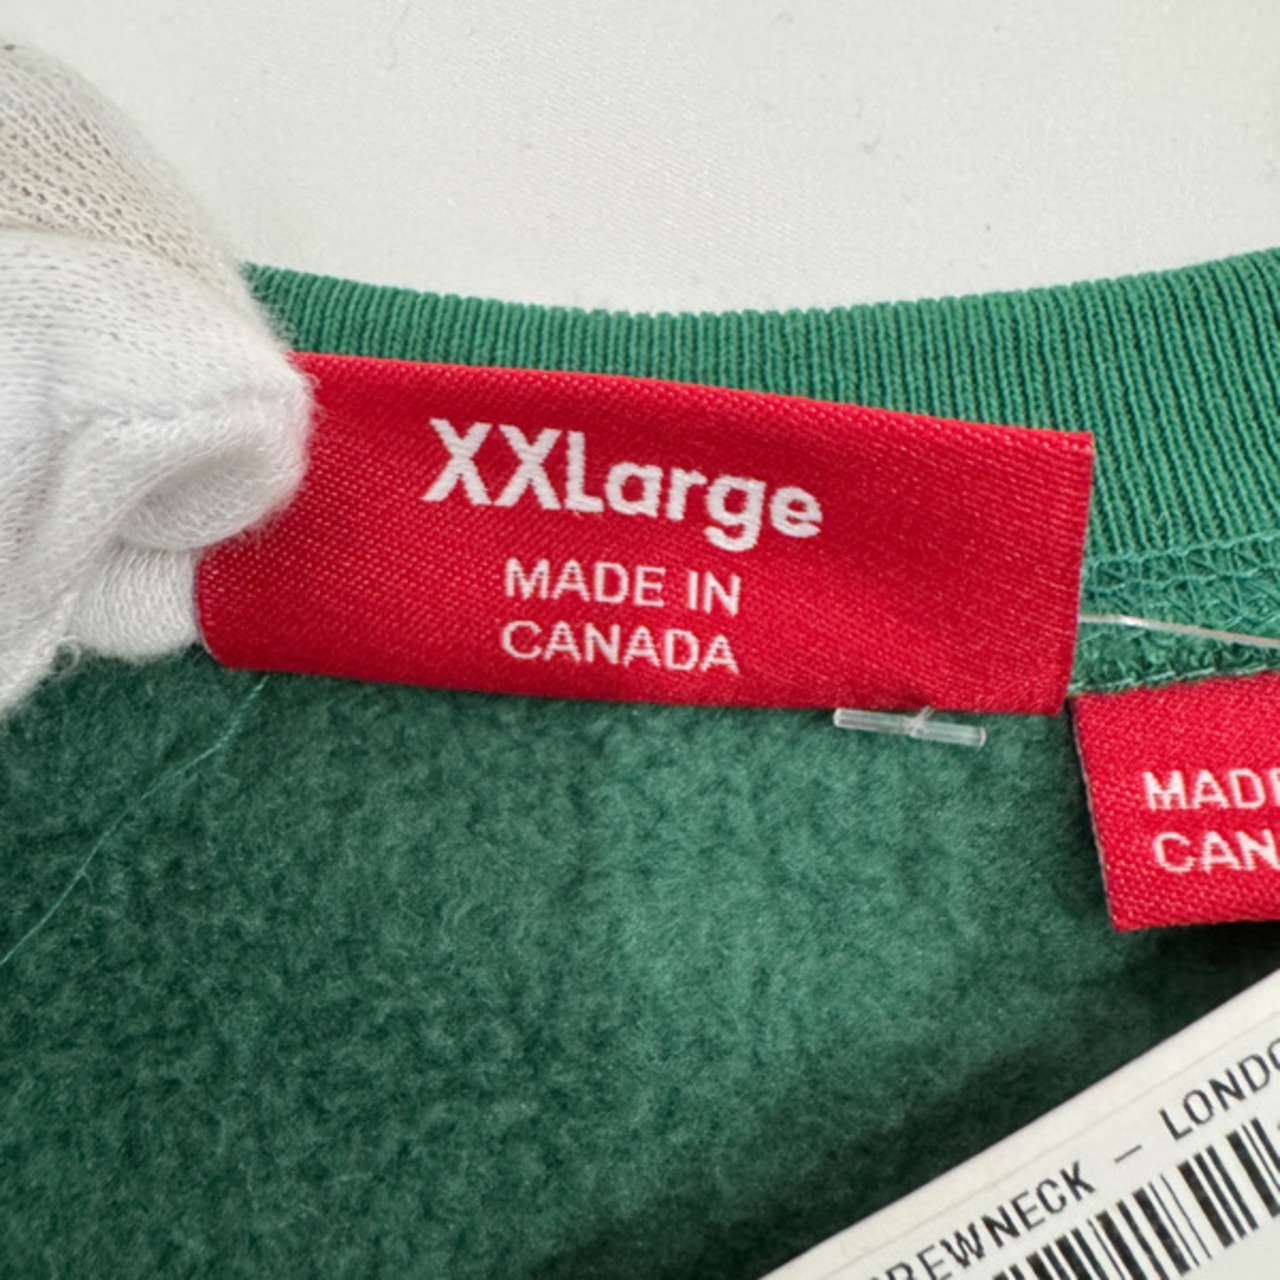 XXLarge
MADE IN
CANADA
MADE
CAN
REWNECK – LONDO